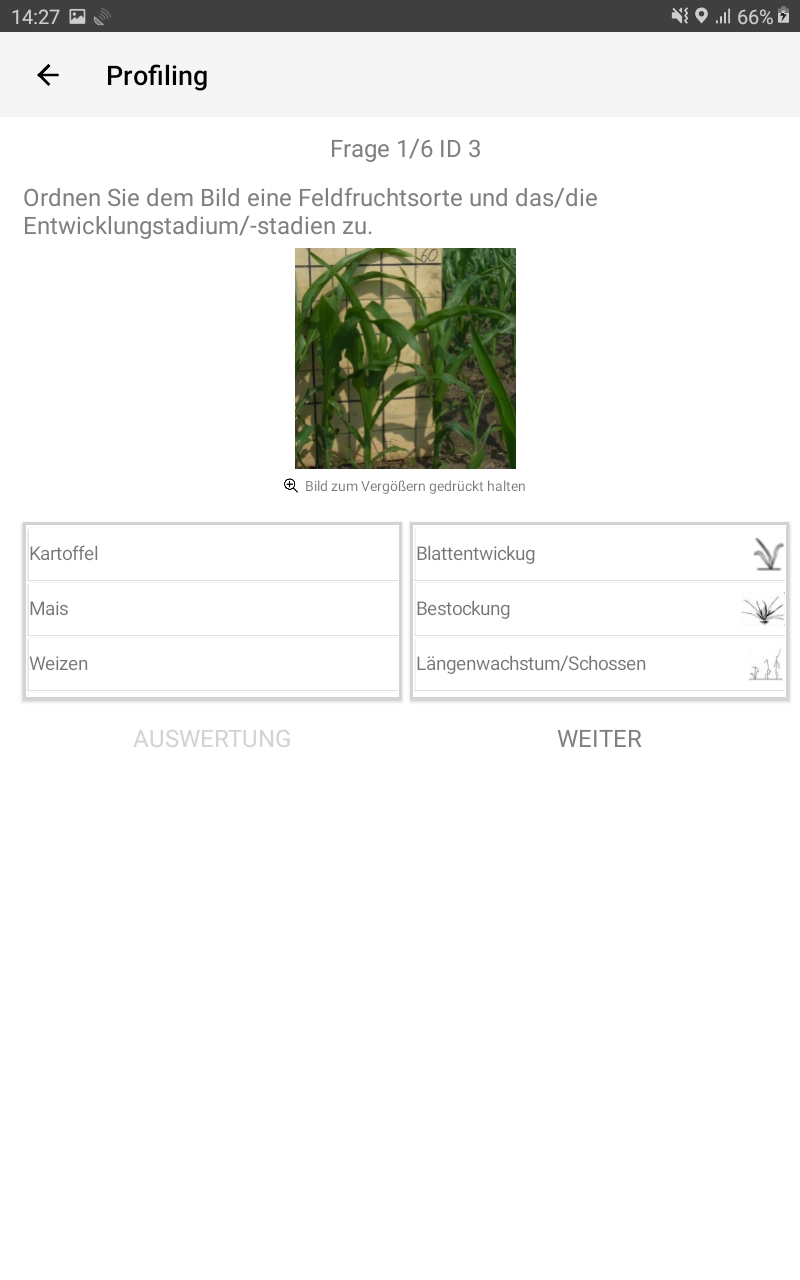 14:27
66%
Profiling
Frage 1/6 ID 3
Ordnen Sie dem Bild eine Feldfruchtsorte und das/die
Entwicklungstadium/-stadien zu.
60
Bild zum Vergößern gedrückt halten
Kartoffel
Blattentwickug
Mais
Bestockung
Weizen
Längenwachstum/Schossen
AUSWERTUNG
WEITER